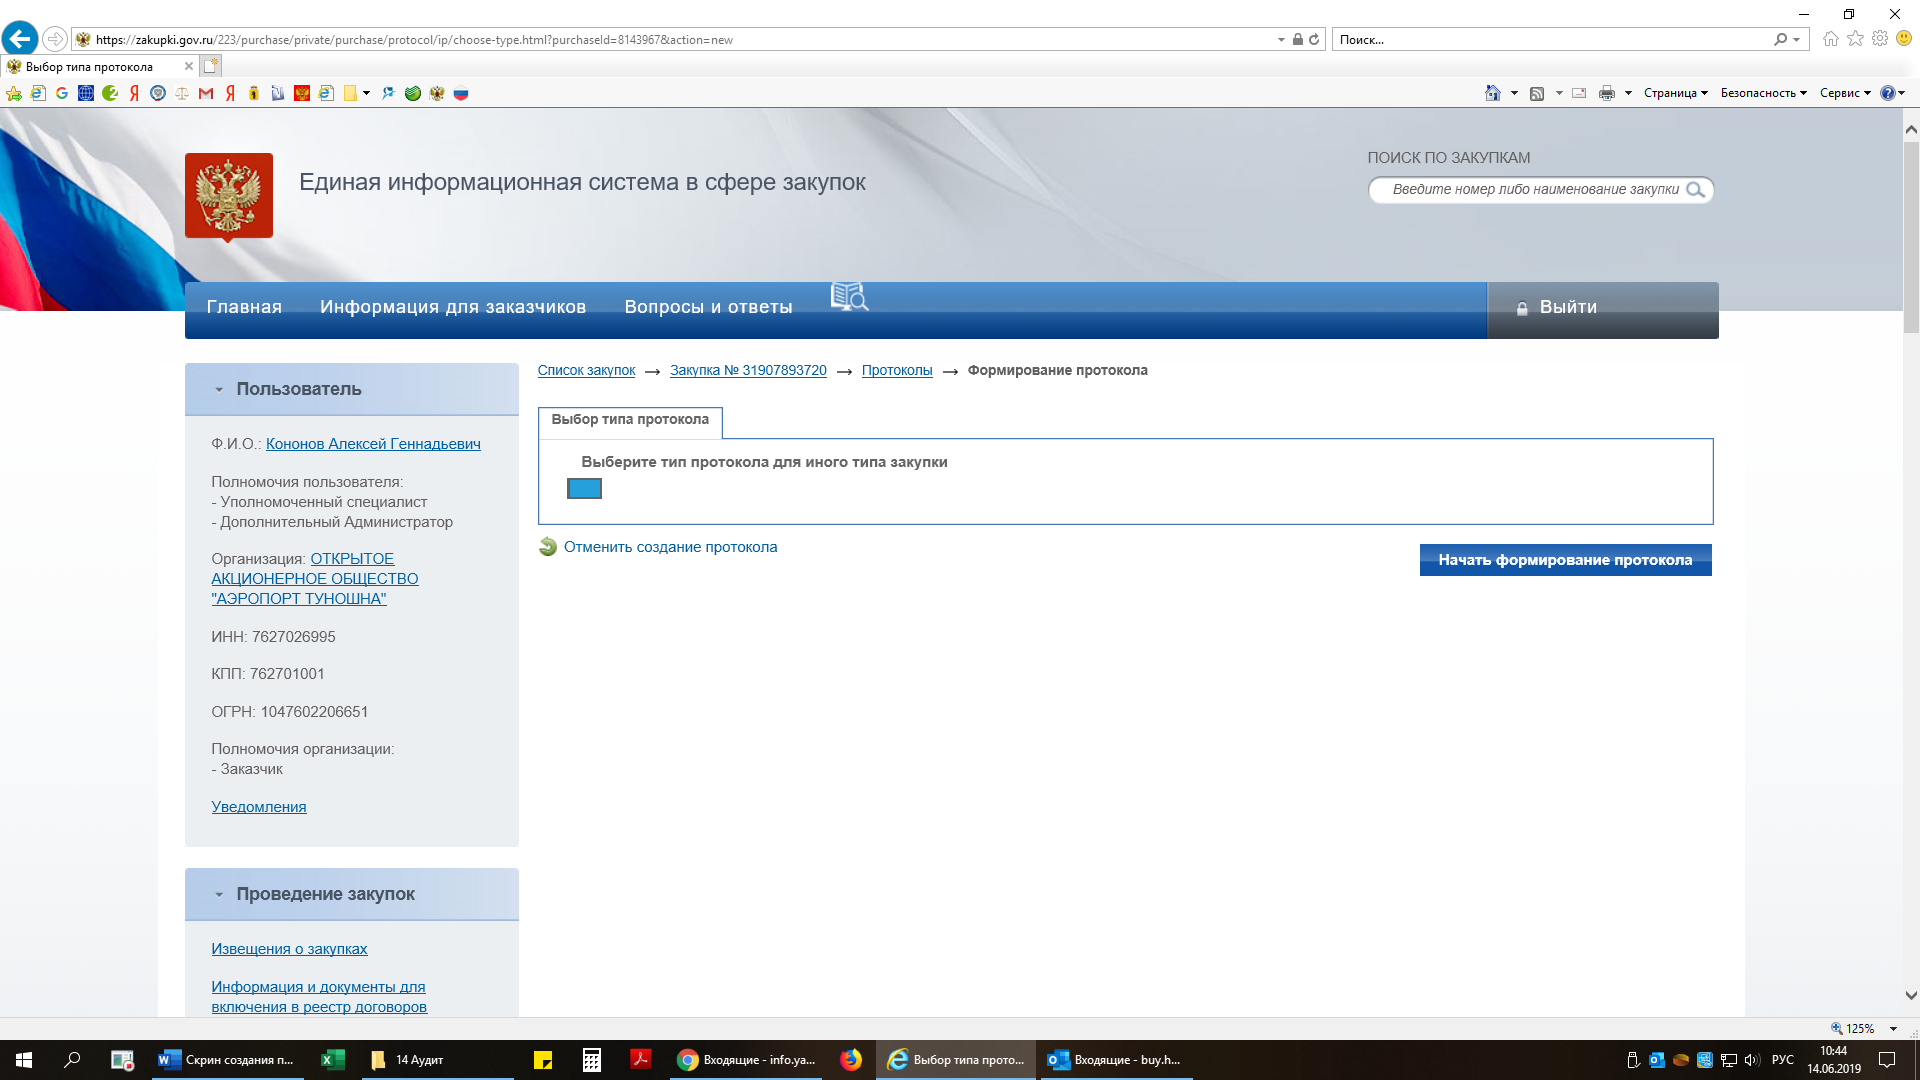 https://zakupki.gov.ru/223/purchase/private/purchase/protocol/ip/choose-type.html?purchaseId=8143967&action=new
Поиск...
Выбор типа протокола
Страница
Безопасность
Сервис
Единая информационная система в сфере закупок
ПОИСК ПО ЗАКУПКАМ
Введите номер либо наименование закупки
Главная
Информация для заказчиков
Вопросы и ответы
Выйти
Пользователь
Ф.И.О.: Кононов Алексей Геннадьевич
Полномочия пользователя:
- Уполномоченный специалист
- Дополнительный Администратор
Организация: ОТКРЫТОЕ
АКЦИОНЕРНОЕ ОБЩЕСТВО
"АЭРОПОРТ ТУНОШНА"
ИНН: 7627026995
КПП: 762701001
ОГРН: 1047602206651
Полномочия организации:
- Заказчик
Уведомления
Проведение закупок
Извещения о закупках
Информация и документы для
включения в реестр договоров
Список закупок → Закупка № 31907893720 → Протоколы → Формирование протокола
Выбор типа протокола
Выберите тип протокола для иного типа закупки
Отменить создание протокола
Начать формирование протокола
125%
Скрин создания п...
14 Аудит
Входящие - info.ya...
Выбор типа прото...
Входящие - buy.h...
РУС
10:44
14.06.2019